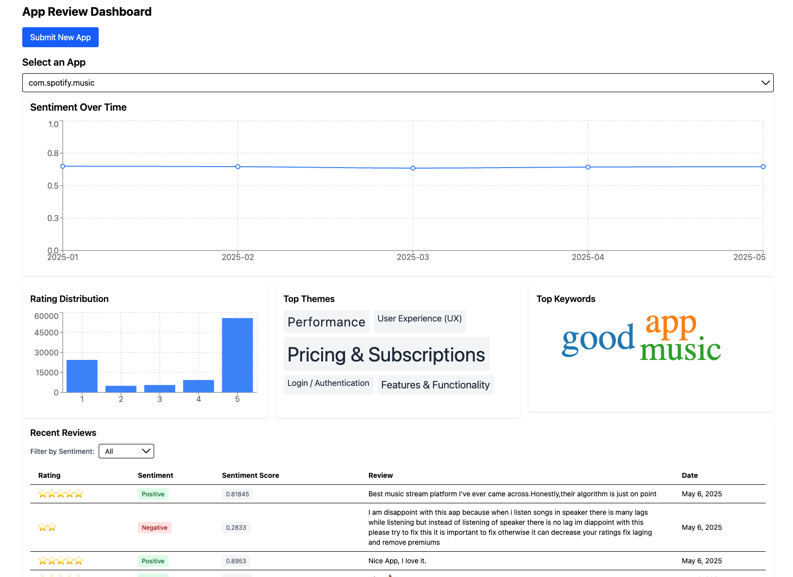 App Review Dashboard
Submit New App
Select an App
com.spotify.music
Sentiment Over Time
1.0
0.8
0.5
0.3
0.0
2025-01 2025-02 2025-03 2025-04 2025-05
Rating Distribution
60000
45000
30000
15000
0
1 2 3 4 5
Top Themes
Performance User Experience (UX)
Pricing & Subscriptions
Login / Authentication Features & Functionality
Top Keywords
app
good music
Recent Reviews
Filter by Sentiment: All
Rating Sentiment Sentiment Score Review Date
Positive 0.81845 Best music stream platform I've ever came across.Honestly,their algorithm is just on point May 6, 2025
I am disappoint with this aap because when i listen songs in speaker there is many lags
while listening but instead of listening of speaker there is no lag im diappoint with this
Negative 0.2833 please try to fix this it is important to fix otherwise it can decrease your ratings fix laging May 6, 2025
and remove premiums
Positive 0.8953 Nice App, I love it. May 6, 2025